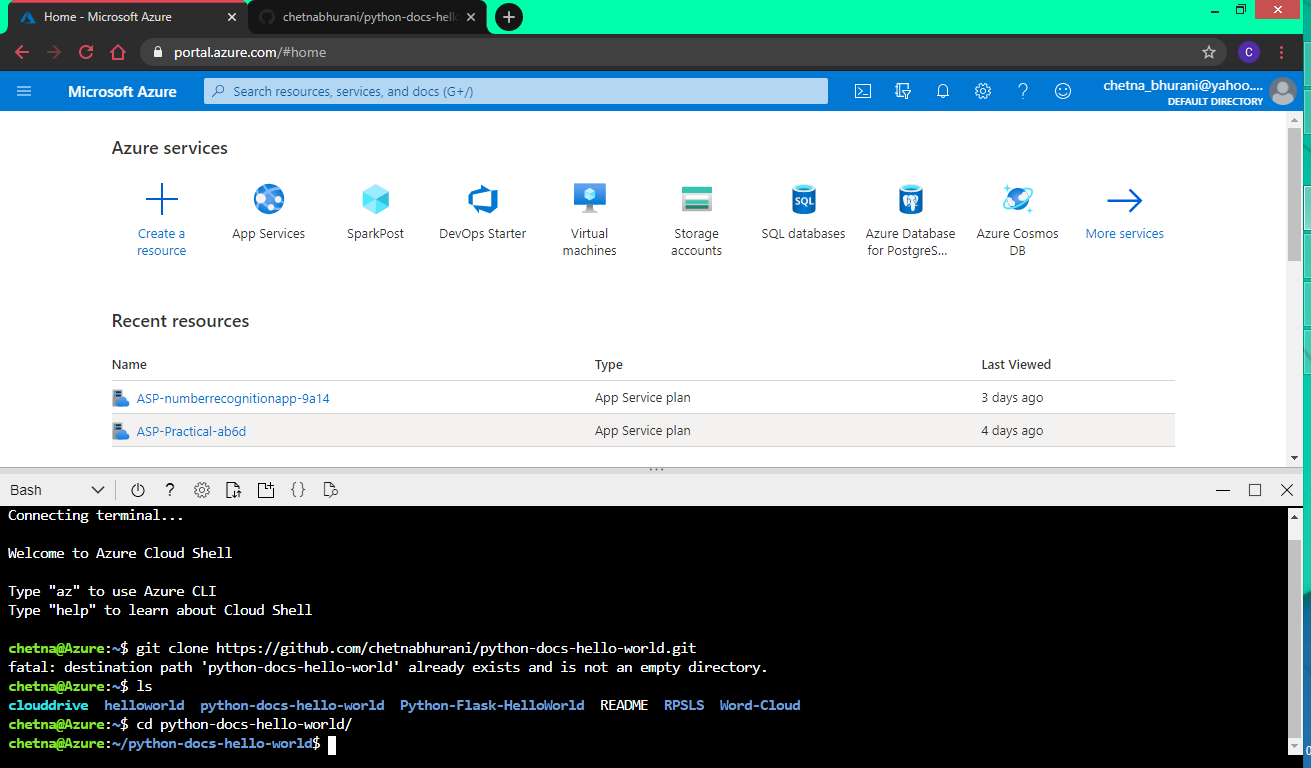 Home - Microsoft Azure
chetnabhurani/python-docs-hell
portal.azure.com/#home
C
Microsoft Azure
Search resources, services, and docs (G+/)
chetna_bhurani@yahoo....
DEFAULT DIRECTORY
Azure services
Create a resource
App Services
SparkPost
DevOps Starter
Virtual machines
Storage accounts
SQL
SQL databases
Azure Database for PostgreS...
Azure Cosmos DB
More services
Recent resources
Name Type Last Viewed
ASP-numberrecognitionapp-9a14 App Service plan 3 days ago
ASP-Practical-ab6d App Service plan 4 days ago
Bash
Connecting terminal...
Welcome to Azure Cloud Shell
Type "az" to use Azure CLI
Type "help" to learn about Cloud Shell
chetna@Azure:~$ git clone https://github.com/chetnabhurani/python-docs-hello-world.git
fatal: destination path 'python-docs-hello-world' already exists and is not an empty directory.
chetna@Azure:~$ ls
clouddrive helloworld python-docs-hello-world Python-Flask-HelloWorld README RPSLS Word-Cloud
chetna@Azure:~$ cd python-docs-hello-world/
chetna@Azure:~/python-docs-hello-world$